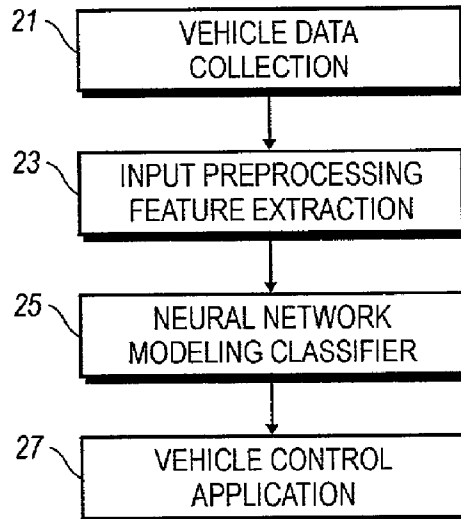 21
VEHICLE DATA
COLLECTION
23
INPUT PREPROCESSING
FEATURE EXTRACTION
25
NEURAL NETWORK
MODELING CLASSIFIER
27
VEHICLE CONTROL
APPLICATION